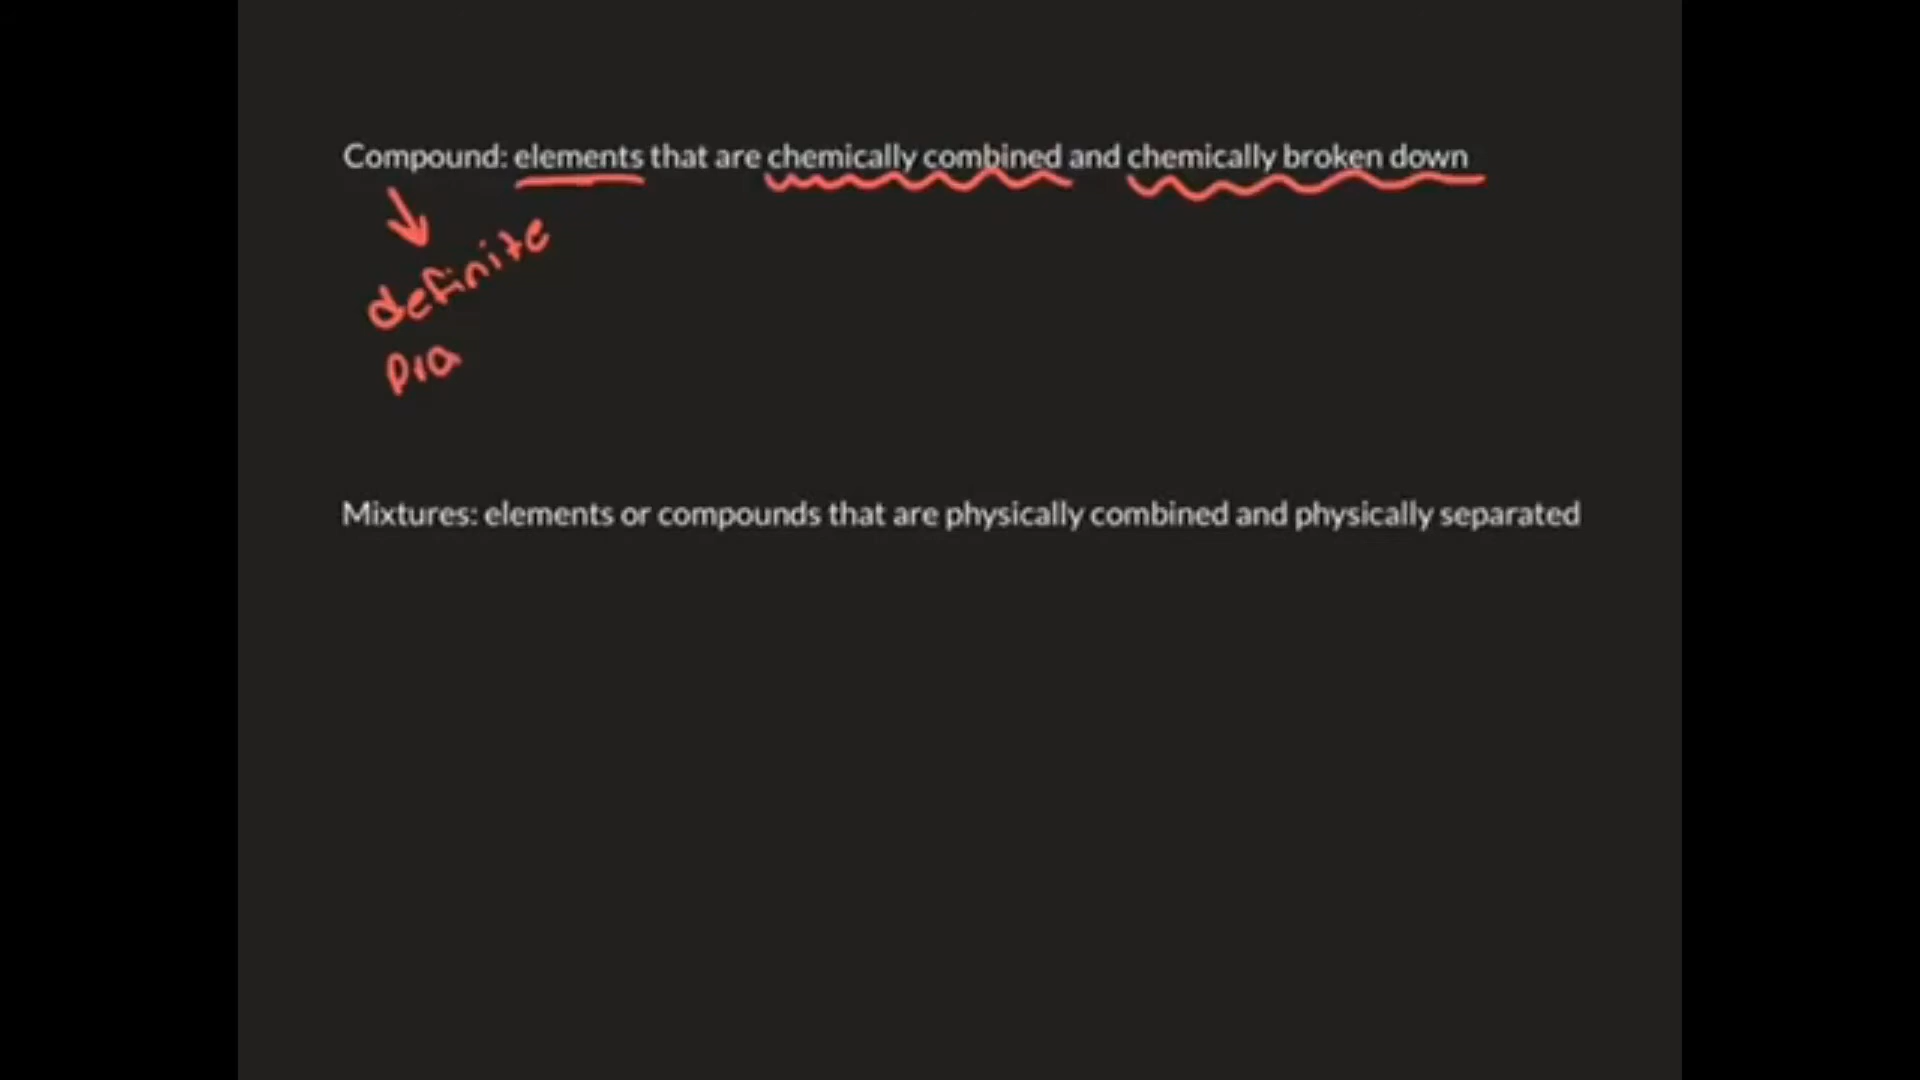 Compound: elements that are chemically combined and chemically broken down
definite
pra
Mixtures: elements or compounds that are physically combined and physically separated